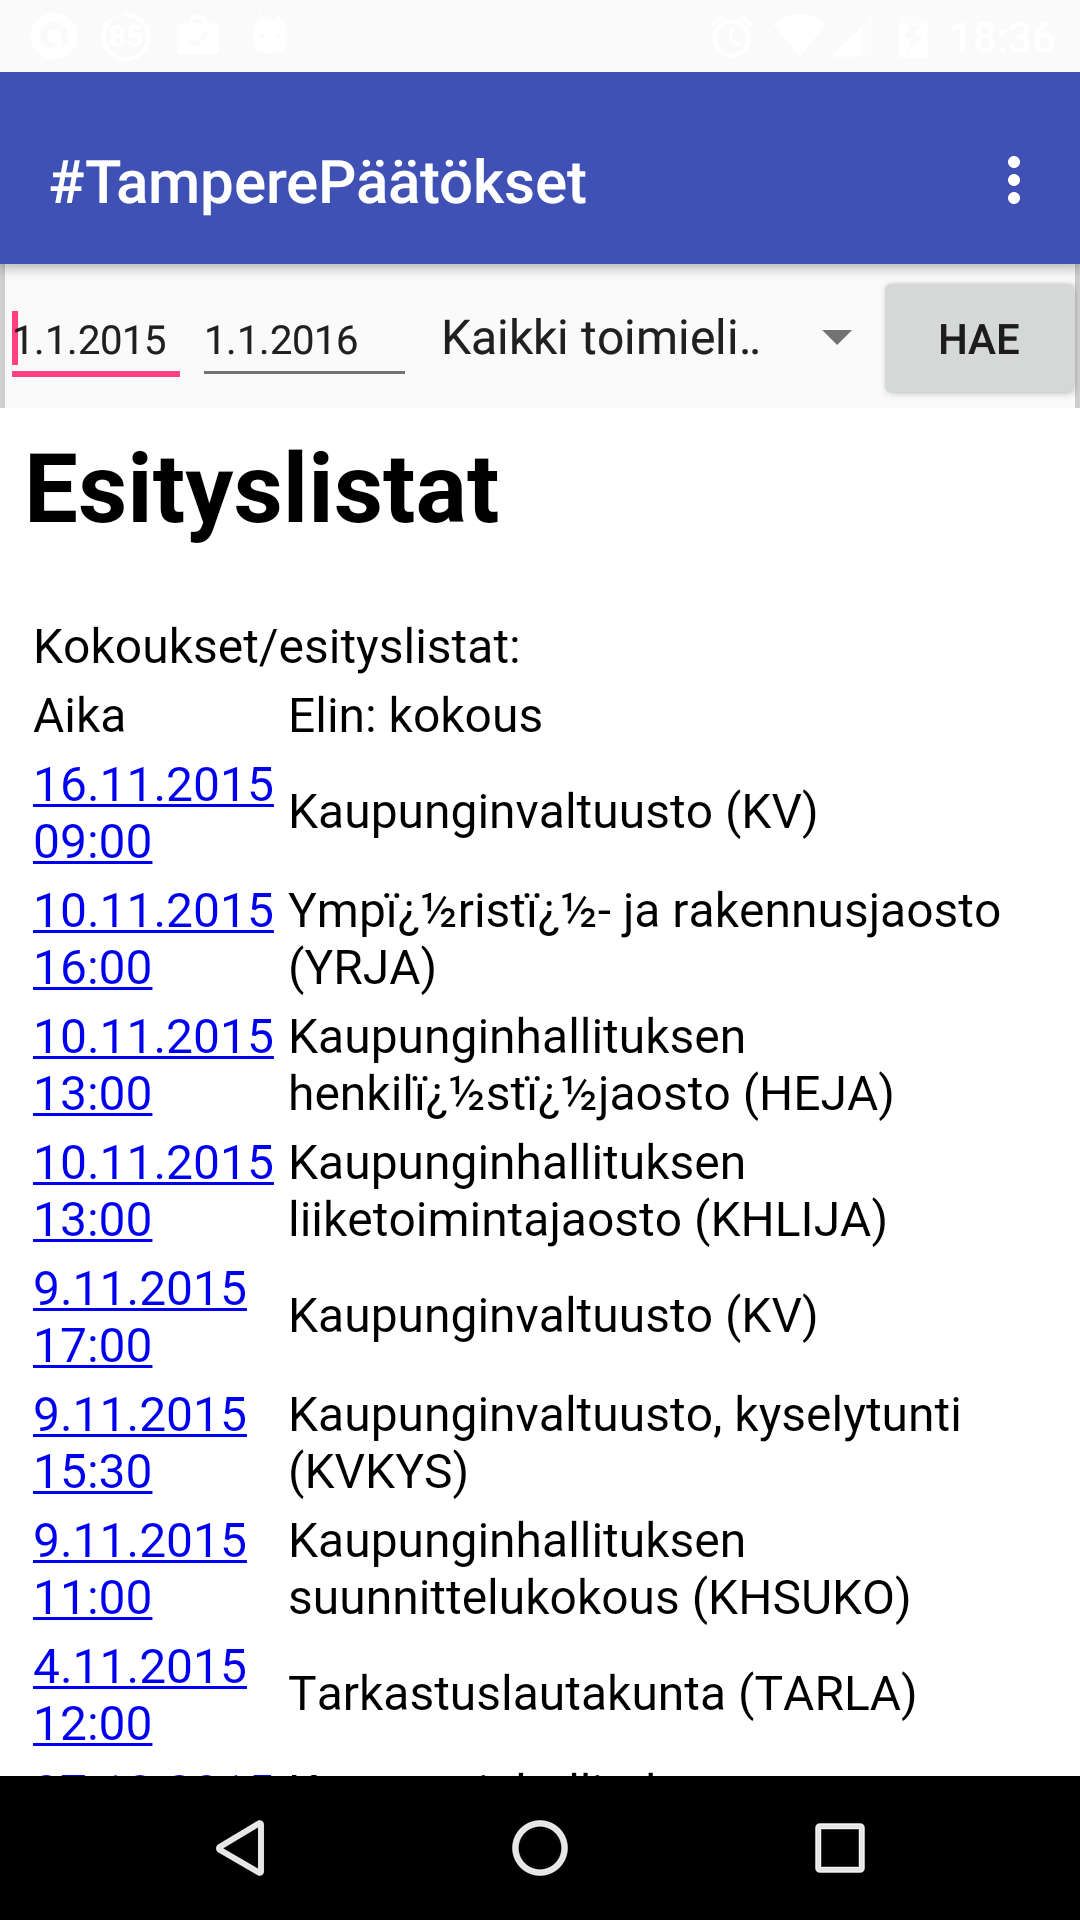 85 18:36
#TamperePäätökset
1.1.2015 1.1.2016 Kaikki toimieli.. HAE
Esityslistat
Kokoukset/esityslistat:
Aika Elin: kokous
16.11.2015
09:00 Kaupunginvaltuusto (KV)
10.11.2015 Ympï¿½ristï¿½- ja rakennusjaosto
16:00 (YRJA)
10.11.2015 Kaupunginhallituksen
13:00 henkilï¿½stï¿½jaosto (HEJA)
10.11.2015 Kaupunginhallituksen
13:00 liiketoimintajaosto (KHLIJA)
9.11.2015
17:00 Kaupunginvaltuusto (KV)
9.11.2015 Kaupunginvaltuusto, kyselytunti
15:30 (KVKYS)
9.11.2015 Kaupunginhallituksen
11:00 suunnittelukokous (KHSUKO)
4.11.2015
12:00 Tarkastuslautakunta (TARLA)